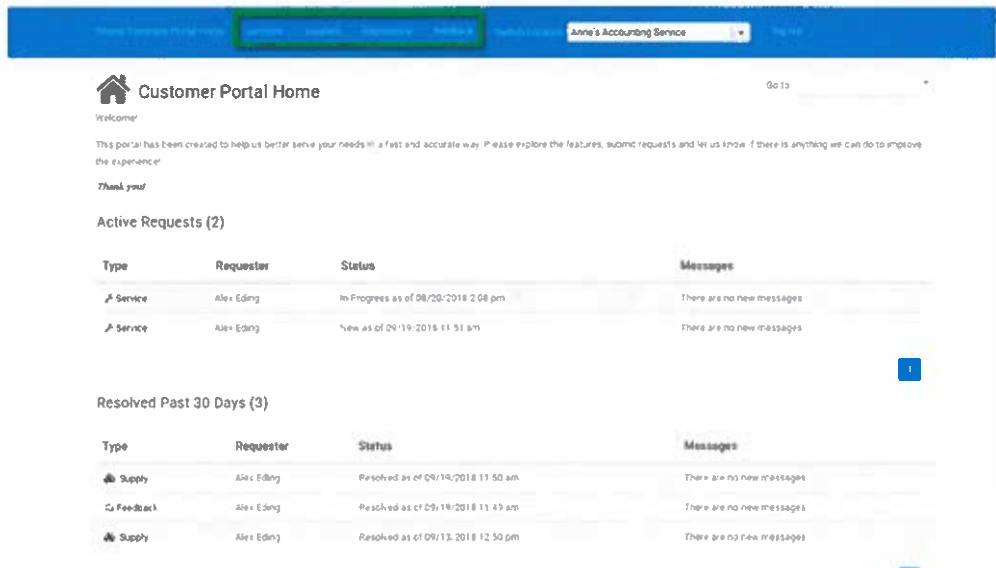 Anne's Accounting Service
Log out
Customer Portal Home
Go to
Welcome!
This portal has been created to help us better serve your needs in a fast and accurate way. Please explore the features, submit requests and let us know if there is anything we can do to improve
the experience!
Thank you!
Active Requests (2)
Type Requester Status Messages
Service Alex Eding In Progress as of 08/20/2018 2:08 pm There are no new messages
Service Alex Eding New as of 09/19/2018 11:51 am There are no new messages
1
Resolved Past 30 Days (3)
Type Requester Status Messages
Supply Alex Eding Resolved as of 09/19/2018 11:50 am There are no new messages
Feedback Alex Eding Resolved as of 09/19/2018 11:49 am There are no new messages
Supply Alex Eding Resolved as of 09/13/2018 12:50 pm There are no new messages